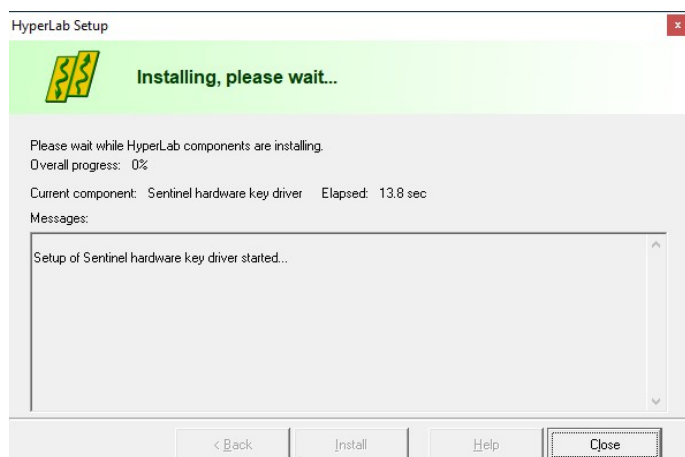 HyperLab Setup
x
Installing, please wait...
Please wait while HyperLab components are installing.
Overall progress: 0%
Current component: Sentinel hardware key driver Elapsed: 13.8 sec
Messages:
Setup of Sentinel hardware key driver started...
< Back Install Help Close